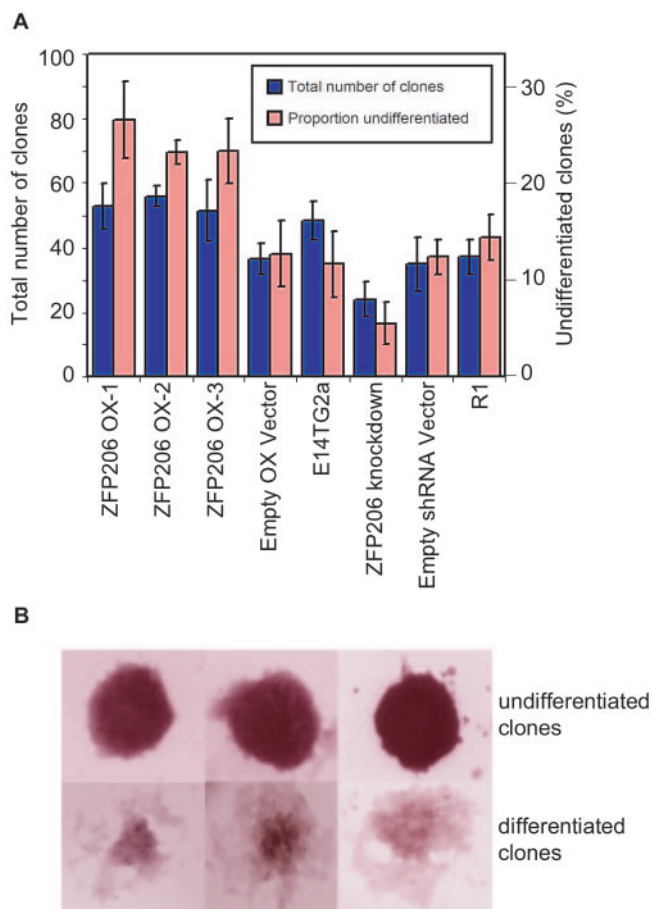 A
Total number of clones
100
80
60
40
20
0
Total number of clones
Proportion undifferentiated
30
20
10
0
Undifferentiated clones (%)
ZFP206 OX-1
ZFP206 OX-2
ZFP206 OX-3
Empty OX Vector
E14TG2a
ZFP206 knockdown
Empty shRNA Vector
R1
B
undifferentiated
clones
differentiated
clones